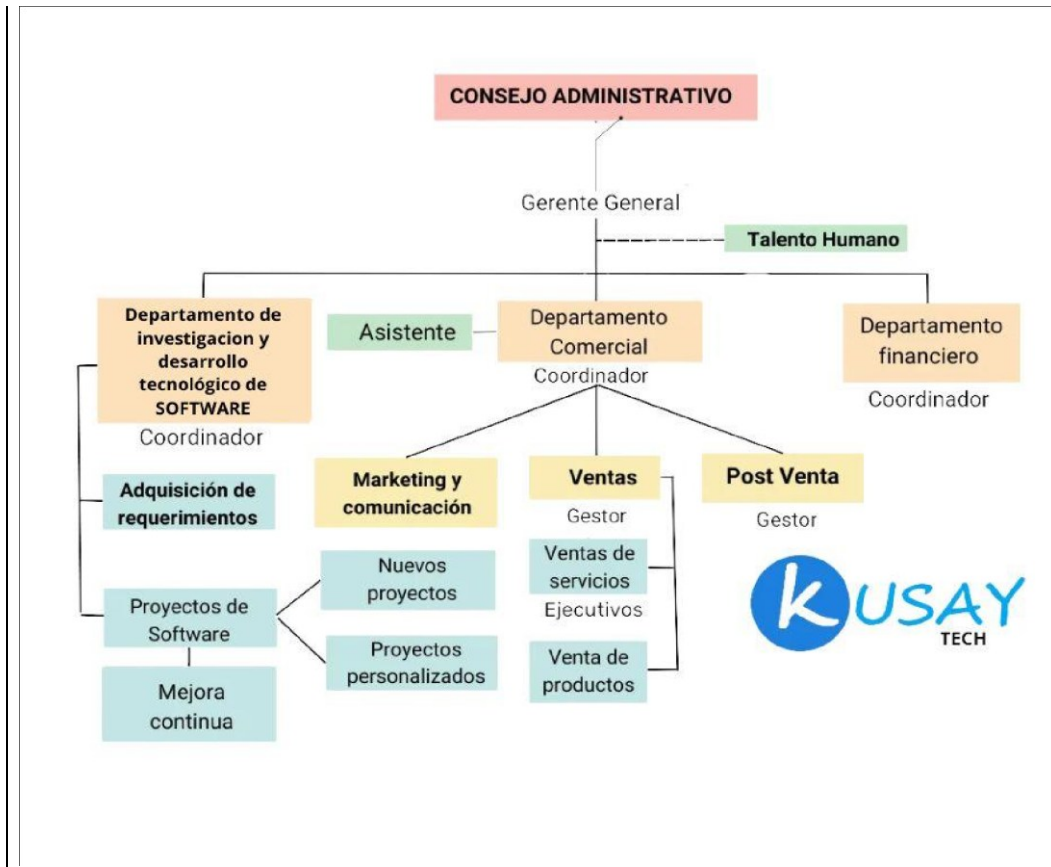 CONSEJO ADMINISTRATIVO
Gerente General
Talento Humano
Departamento de
investigacion y
desarrollo
tecnológico de
SOFTWARE
Coordinador
Asistente
Departamento
Comercial
Coordinador
Departamento
financiero
Coordinador
Adquisición de
requerimientos
Marketing y
comunicación
Ventas
Gestor
Post Venta
Gestor
Proyectos de
Software
Nuevos
proyectos
Proyectos
personalizados
Mejora
continua
Ventas de
servicios
Ejecutivos
Venta de
productos
KUSAY
TECH